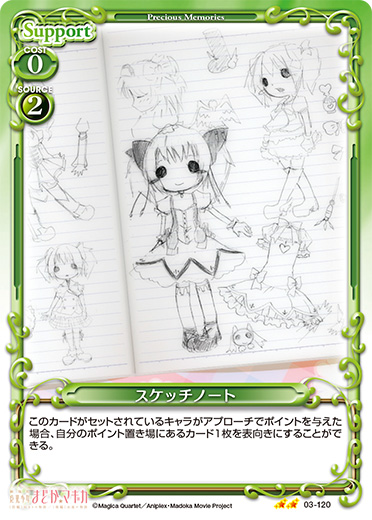 Precious Memories
Support
COST
0
SOURCE
2
スケッチノート
このカードがセットされているキャラがアプローチでポイントを与えた
場合、自分のポイント置き場にあるカード1枚を表向きにすることがで
きる。
まどか☆マギカ
©Magica Quartet／Aniplex・Madoka Movie Project
03-120